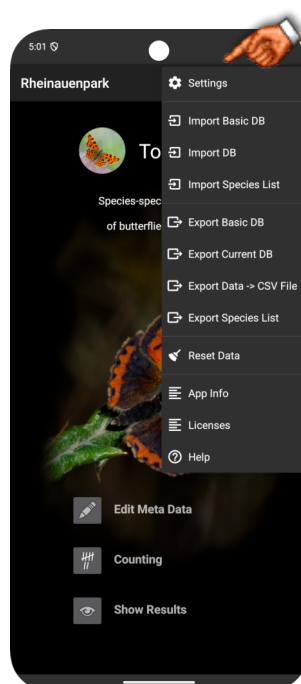 5:01
Rheinauenpark
Settings
To
Import Basic DB
Import DB
Import Species List
Species-spec
of butterflie
Export Basic DB
Export Current DB
Export Data -> CSV File
Export Species List
Reset Data
App Info
Licenses
Help
Edit Meta Data
Counting
Show Results